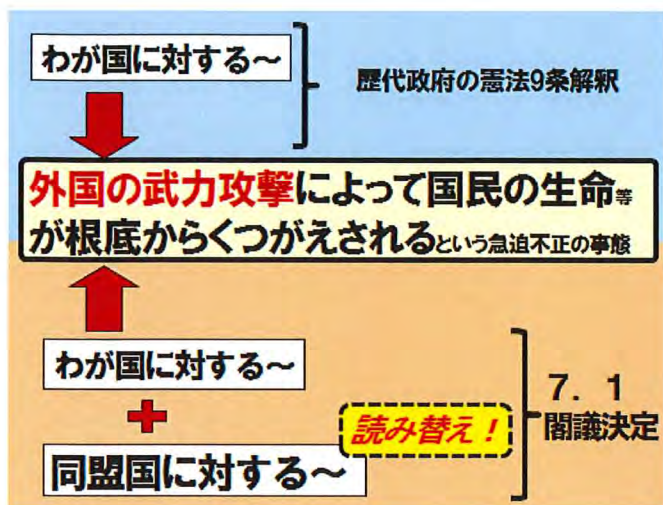 わが国に対する～
歴代政府の憲法9条解釈
外国の武力攻撃によって国民の生命等
が根底からくつがえされるという急迫不正の事態
わが国に対する～
＋
同盟国に対する～
読み替え！
7. 1
閣議決定